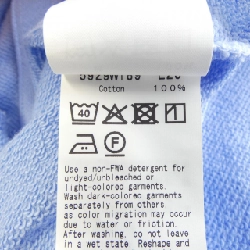 Cotton 100%
40
F
Use a non-FWA detergent for
undyed/unbleached or
light-colored garments.
Wash dark-colored garments
separately from others
as color migration may occur
due to water or friction.
After washing, do not leave
in a wet state. Reshape and